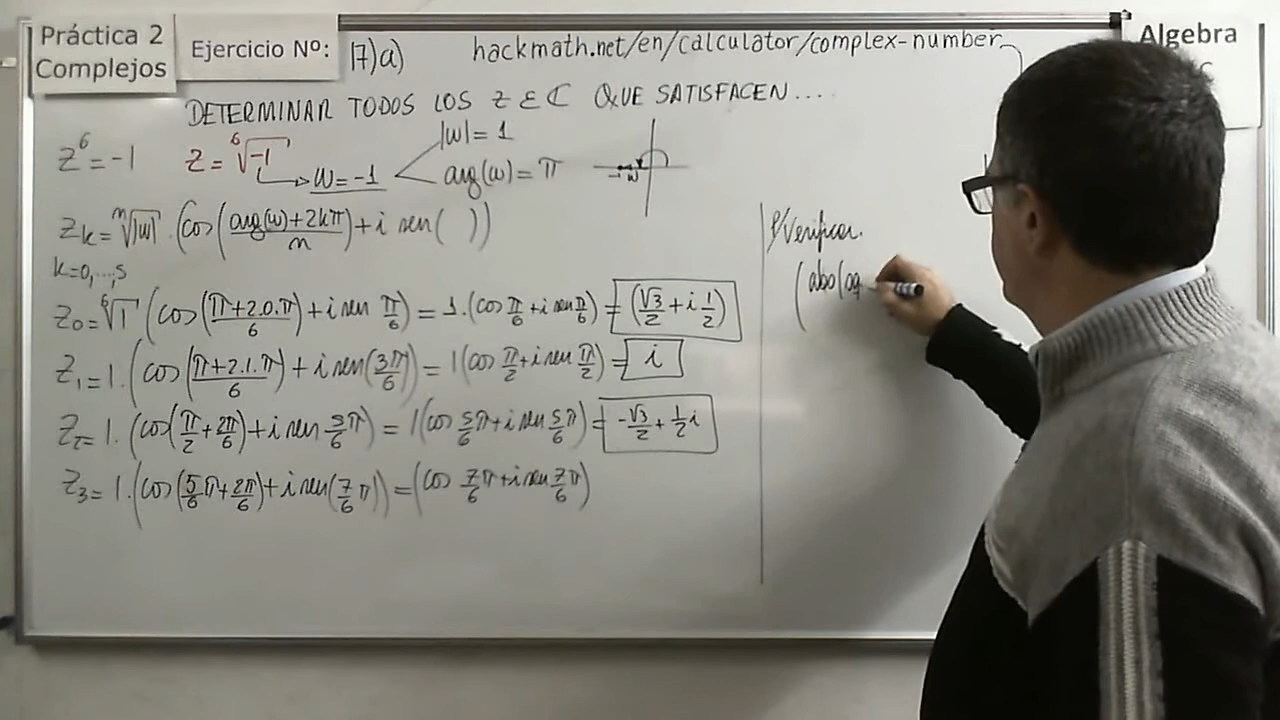 Práctica 2
Complejos
Ejercicio Nº:
17)a)
hackmath.net/en/calculator/complex-number
Algebra
C
DETERMINAR TODOS LOS Z ∈ ℂ QUE SATISFACEN....
z⁶ = -1
z = ⁶√-1
w = -1
|w| = 1
arg(w) = π
-1 w
z_k = ⁿ√|w| . (cos((arg(w)+2kπ)/n) + i sen( ))
k=0,...,5
z₀ = ⁶√1 (cos((π+2.0.π)/6) + i sen π/6) = 1.(cos π/6 + i sen π/6) = (√3/2 + i 1/2)
z₁ = 1.(cos((π+2.1.π)/6) + i sen(3π/6)) = 1(cos π/2 + i sen π/2) = i
z₂ = 1.(cos(π/2 + 2π/6) + i sen 5/6 π) = 1(cos 5/6 π + i sen 5/6 π) = -√3/2 + 1/2 i
z₃ = 1.(cos(5/6 π + 2π/6) + i sen(7/6 π)) = (cos 7/6 π + i sen 7/6 π)
P/Verificar.